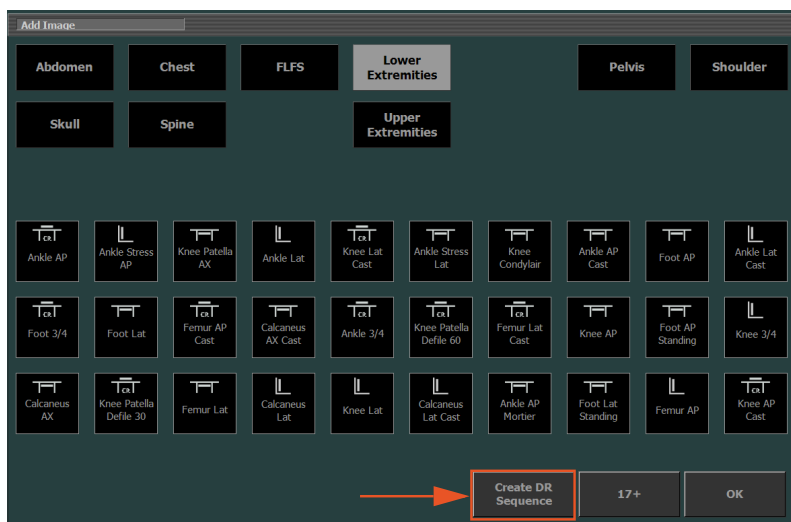 Add Image
Abdomen
Chest
FLFS
Lower
Extremities
Pelvis
Shoulder
Skull
Spine
Upper
Extremities
CR
Ankle AP
Ankle Stress
AP
Knee Patella
AX
Ankle Lat
CR
Knee Lat
Cast
Ankle Stress
Lat
Knee
Condylair
Ankle AP
Cast
Foot AP
Ankle Lat
Cast
CR
Foot 3/4
Foot Lat
CR
Femur AP
Cast
Calcaneus
AX Cast
CR
Ankle 3/4
CR
Knee Patella
Defile 60
CR
Femur Lat
Cast
Knee AP
Foot AP
Standing
Knee 3/4
Calcaneus
AX
CR
Knee Patella
Defile 30
Femur Lat
Calcaneus
Lat
Knee Lat
Calcaneus
Lat Cast
Ankle AP
Mortier
Foot Lat
Standing
Femur AP
CR
Knee AP
Cast
Create DR
Sequence
17+
OK